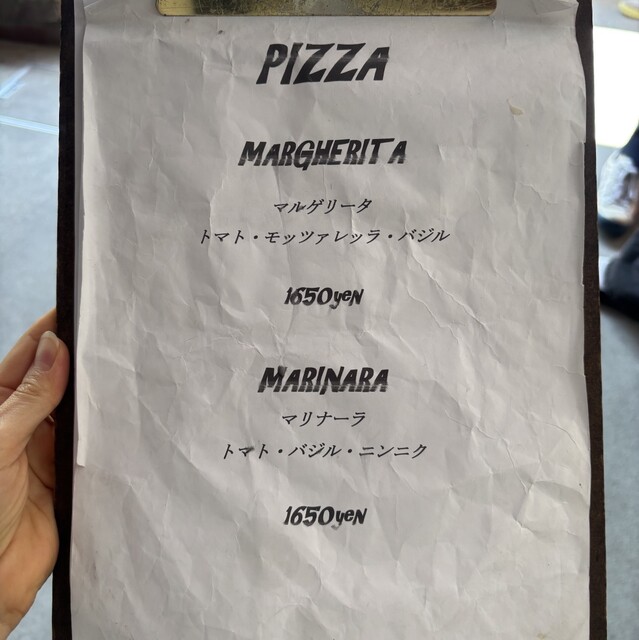 PIZZA
MARGHERITA
マルゲリータ
トマト・モッツァレッラ・バジル
1650yeN
MARINARA
マリナーラ
トマト・バジル・ニンニク
1650yeN